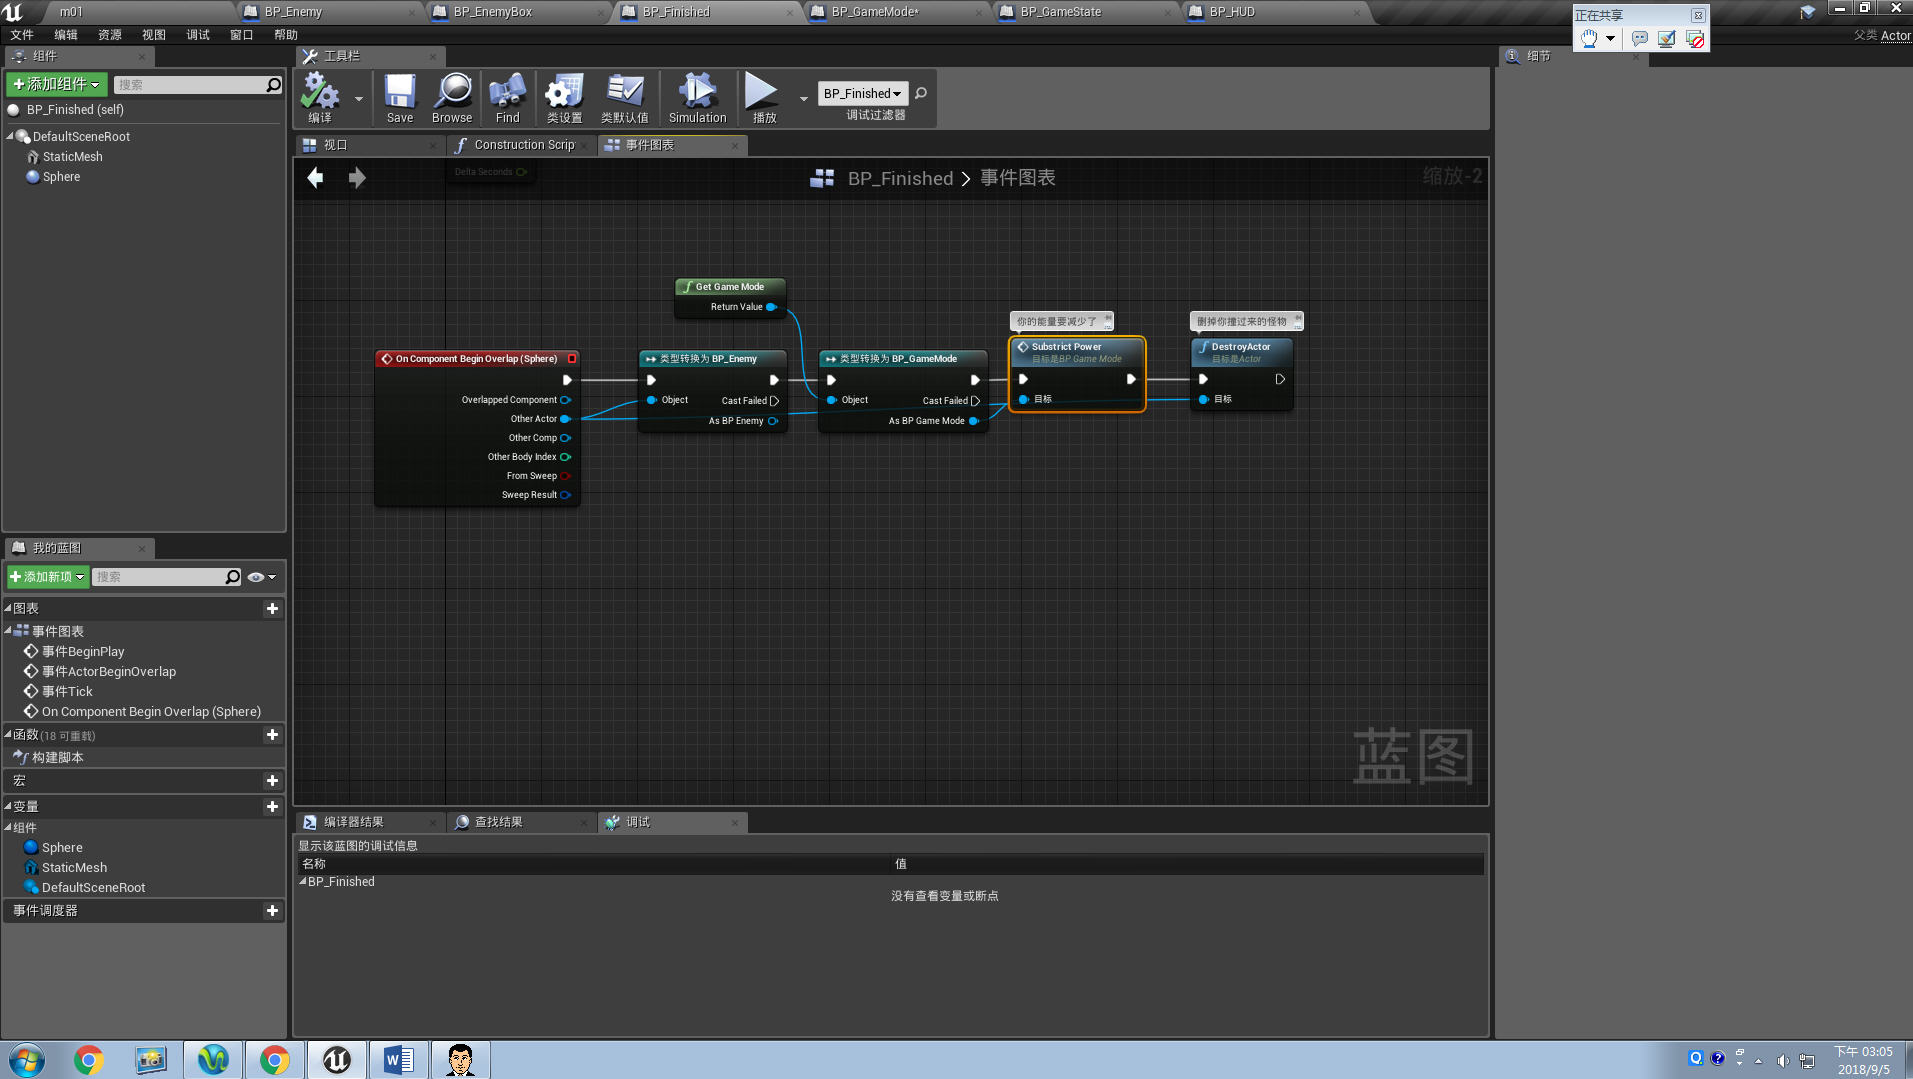 m01
BP_Enemy
BP_EnemyBox
BP_Finished
BP_GameMode*
BP_GameState
BP_HUD
正在共享
文件 编辑 资源 视图 调试 窗口 帮助
父类 Actor
组件
添加组件
搜索
BP_Finished (self)
DefaultSceneRoot
StaticMesh
Sphere
工具栏
编译
Save
Browse
Find
类设置
类默认值
Simulation
播放
BP_Finished
调试过滤器
细节
视口
Construction Scrip
事件图表
Delta Seconds
BP_Finished > 事件图表
缩放-2
Get Game Mode
Return Value
On Component Begin Overlap (Sphere)
Overlapped Component
Other Actor
Other Comp
Other Body Index
From Sweep
Sweep Result
类型转换为 BP_Enemy
Object
Cast Failed
As BP Enemy
类型转换为 BP_GameMode
Object
Cast Failed
As BP Game Mode
你的能量要减少了
Substrict Power
目标是BP Game Mode
目标
删掉你撞过来的怪物
DestroyActor
目标是Actor
目标
蓝图
我的蓝图
添加新项
搜索
图表
事件图表
事件BeginPlay
事件ActorBeginOverlap
事件Tick
On Component Begin Overlap (Sphere)
函数 (18 可重载)
构建脚本
宏
变量
组件
Sphere
StaticMesh
DefaultSceneRoot
事件调度器
编译器结果
查找结果
调试
显示该蓝图的调试信息
名称
值
BP_Finished
没有查看变量或断点
下午 03:05
2018/9/5